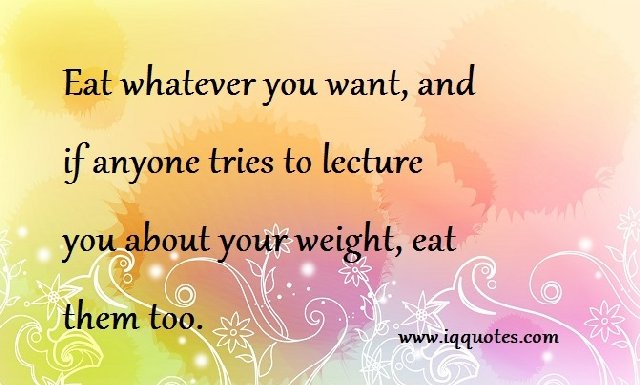 Eat whatever you want, and
if anyone tries to lecture
you about your weight, eat
them too.
www.iqquotes.com